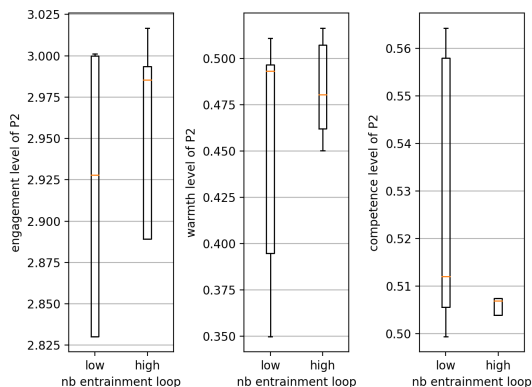 engagement level of P2
3.025
3.000
2.975
2.950
2.925
2.900
2.875
2.850
2.825
low high
nb entrainment loop
warmth level of P2
0.500
0.475
0.450
0.425
0.400
0.375
0.350
low high
nb entrainment loop
competence level of P2
0.56
0.55
0.54
0.53
0.52
0.51
0.50
low high
nb entrainment loop